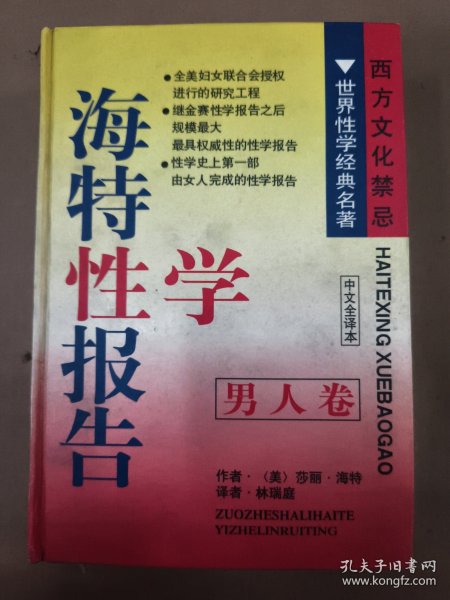 西方文化禁忌
▼世界性学经典名著
●全美妇女联合会授权
进行的研究工程
●继金赛性学报告之后
规模最大
最具权威性的性学报告
●性学史上第一部
由女人完成的性学报告
海特性学报告
HAITEXING XUEBAOGAO
中文全译本
男人卷
作者·〈美〉莎丽·海特
译者·林瑞庭
ZUOZHESHALIHAITE
YIZHELINRUITING
孔夫子旧书网
www.kongfz.com